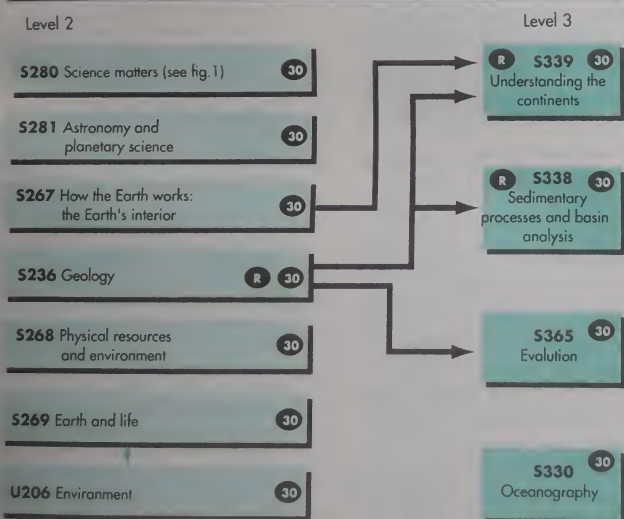 Level 2
S280 Science matters (see fig.1) 30
S281 Astronomy and
planetary science 30
S267 How the Earth works:
the Earth's interior 30
S236 Geology R 30
S268 Physical resources
and environment 30
S269 Earth and life 30
U206 Enviranment 30
Level 3
R S339 30
Understanding the
continents
R S338 30
Sedimentary
processes and basin
analysis
S365 30
Evalution
S330 30
Oceanography